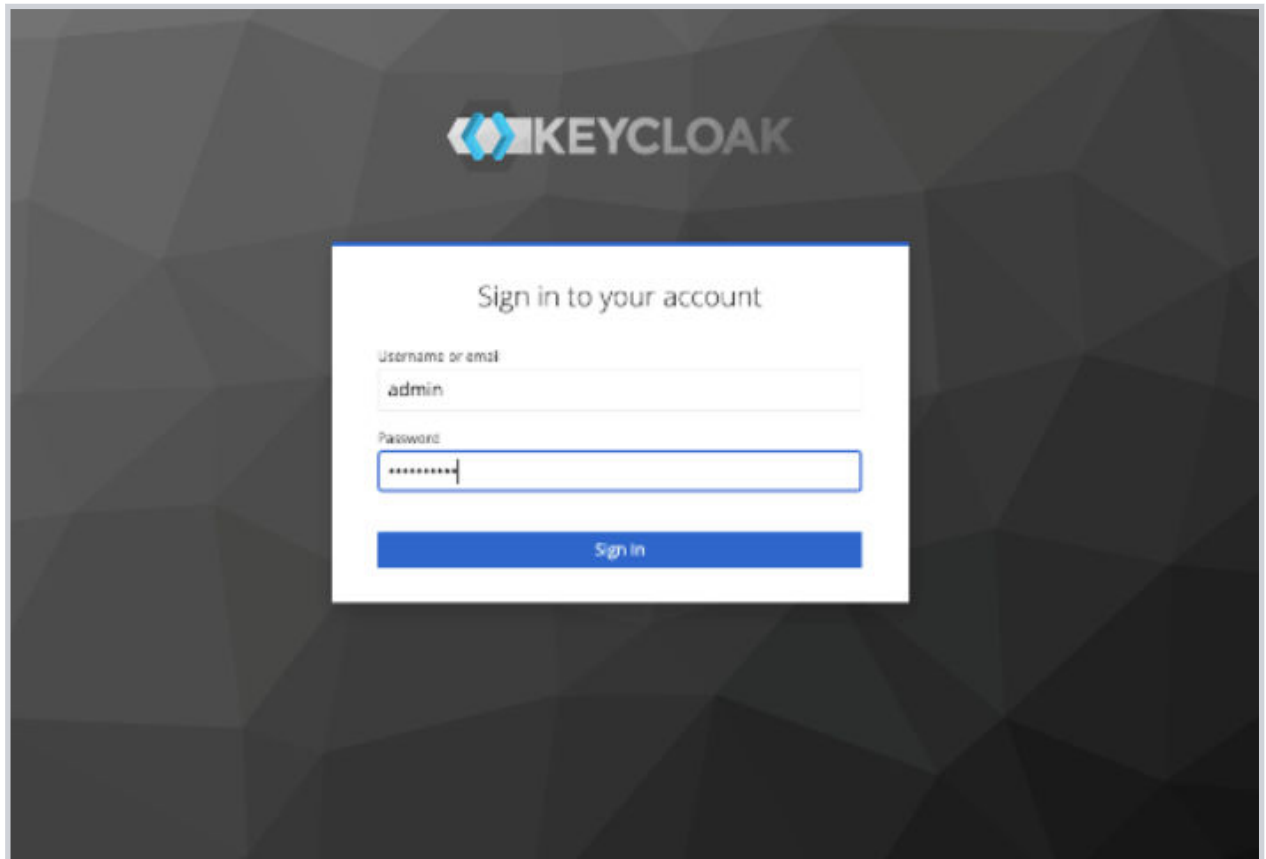 KEYCLOAK
Sign in to your account
Username or email
admin
Password
••••••••••
Sign In